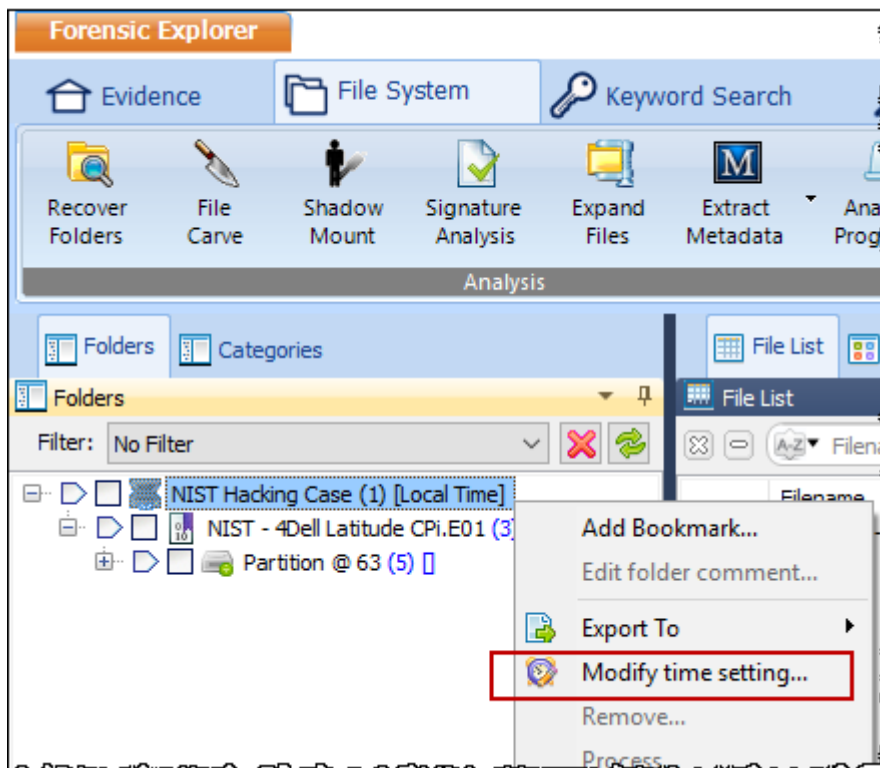 Forensic Explorer
Evidence
File System
Keyword Search
Recover Folders
File Carve
Shadow Mount
Signature Analysis
Expand Files
M
Extract Metadata
Analysis
Folders
Categories
File List
Folders
File List
Filter: No Filter
A-Z
NIST Hacking Case (1) [Local Time]
Filename
NIST - 4Dell Latitude CPi.E01 (3)
Partition @ 63 (5) []
Add Bookmark...
Edit folder comment...
Export To
Modify time setting...
Remove...
Process